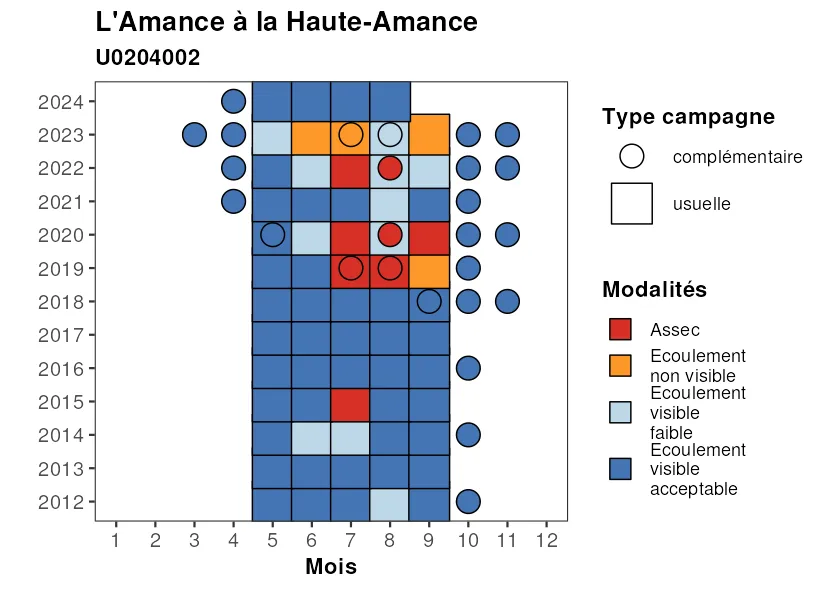 L'Amance à la Haute-Amance
U0204002
2024
2023
2022
2021
2020
2019
2018
2017
2016
2015
2014
2013
2012
1 2 3 4 5 6 7 8 9 10 11 12
Mois
Type campagne
complémentaire
usuelle
Modalités
Assec
Ecoulement
non visible
Ecoulement
visible
faible
Ecoulement
visible
acceptable